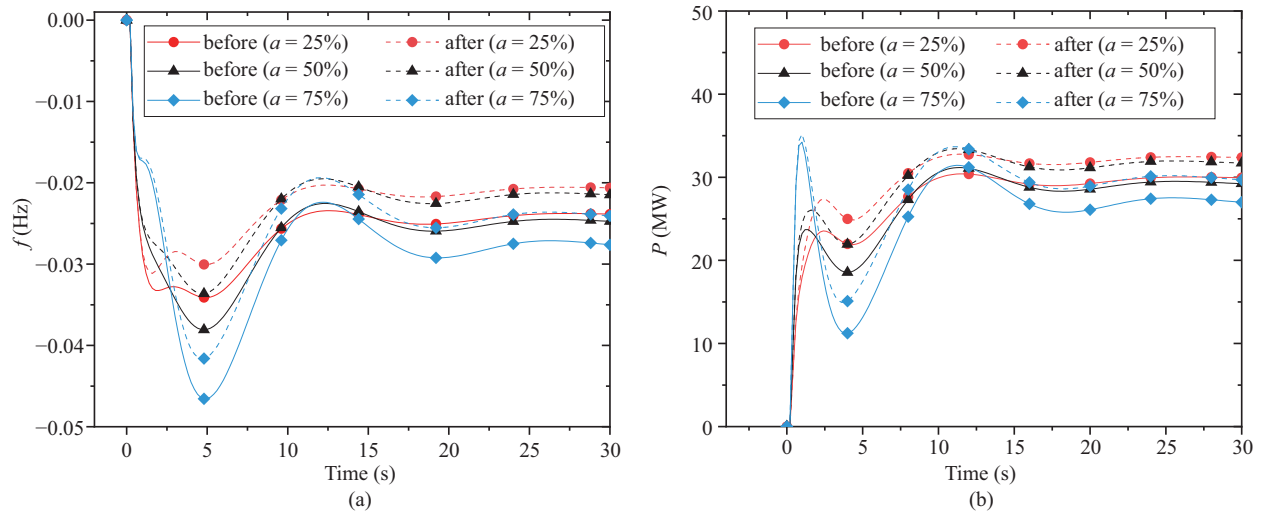 0.00
−0.01
−0.02
−0.03
−0.04
−0.05
f (Hz)
before (a = 25%) after (a = 25%)
before (a = 50%) after (a = 50%)
before (a = 75%) after (a = 75%)
0 5 10 15 20 25 30
Time (s)
(a)
50
40
30
20
10
0
P (MW)
before (a = 25%) after (a = 25%)
before (a = 50%) after (a = 50%)
before (a = 75%) after (a = 75%)
0 5 10 15 20 25 30
Time (s)
(b)